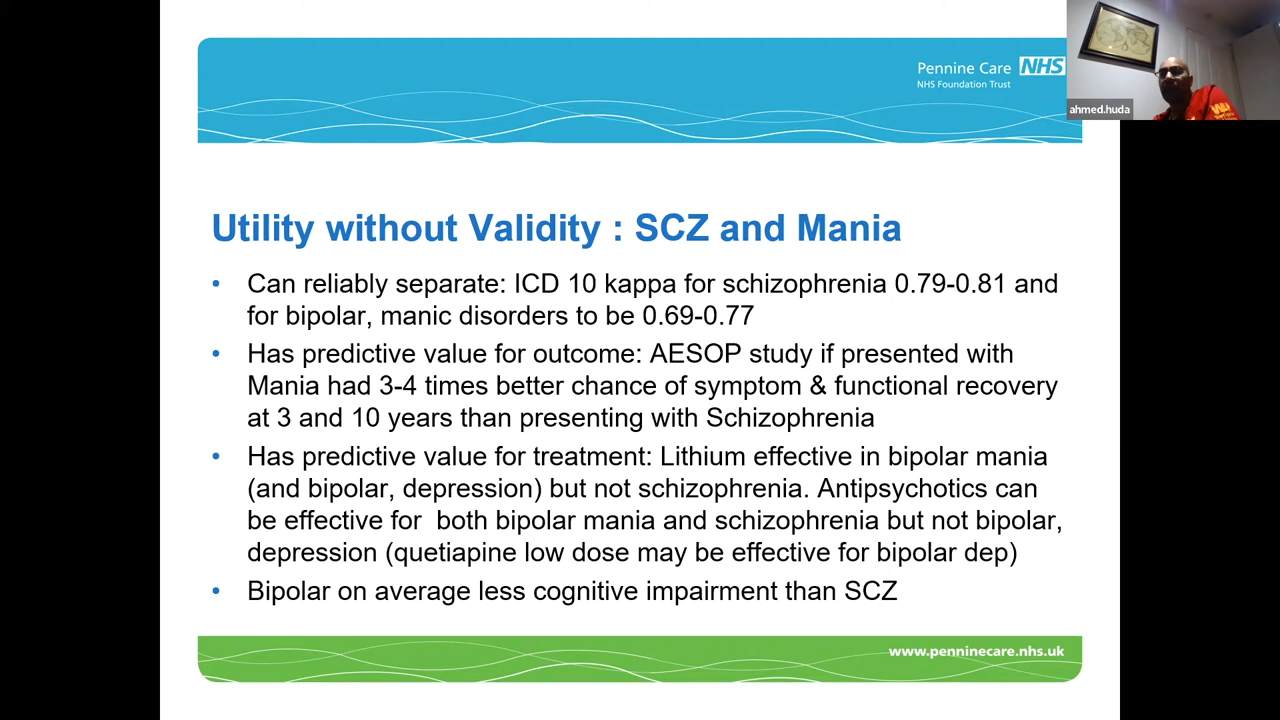 Pennine Care NHS
NHS Foundation Trust
ahmed.huda
Utility without Validity : SCZ and Mania
• Can reliably separate: ICD 10 kappa for schizophrenia 0.79-0.81 and
for bipolar, manic disorders to be 0.69-0.77
• Has predictive value for outcome: AESOP study if presented with
Mania had 3-4 times better chance of symptom & functional recovery
at 3 and 10 years than presenting with Schizophrenia
• Has predictive value for treatment: Lithium effective in bipolar mania
(and bipolar, depression) but not schizophrenia. Antipsychotics can
be effective for both bipolar mania and schizophrenia but not bipolar,
depression (quetiapine low dose may be effective for bipolar dep)
• Bipolar on average less cognitive impairment than SCZ
www.penninecare.nhs.uk